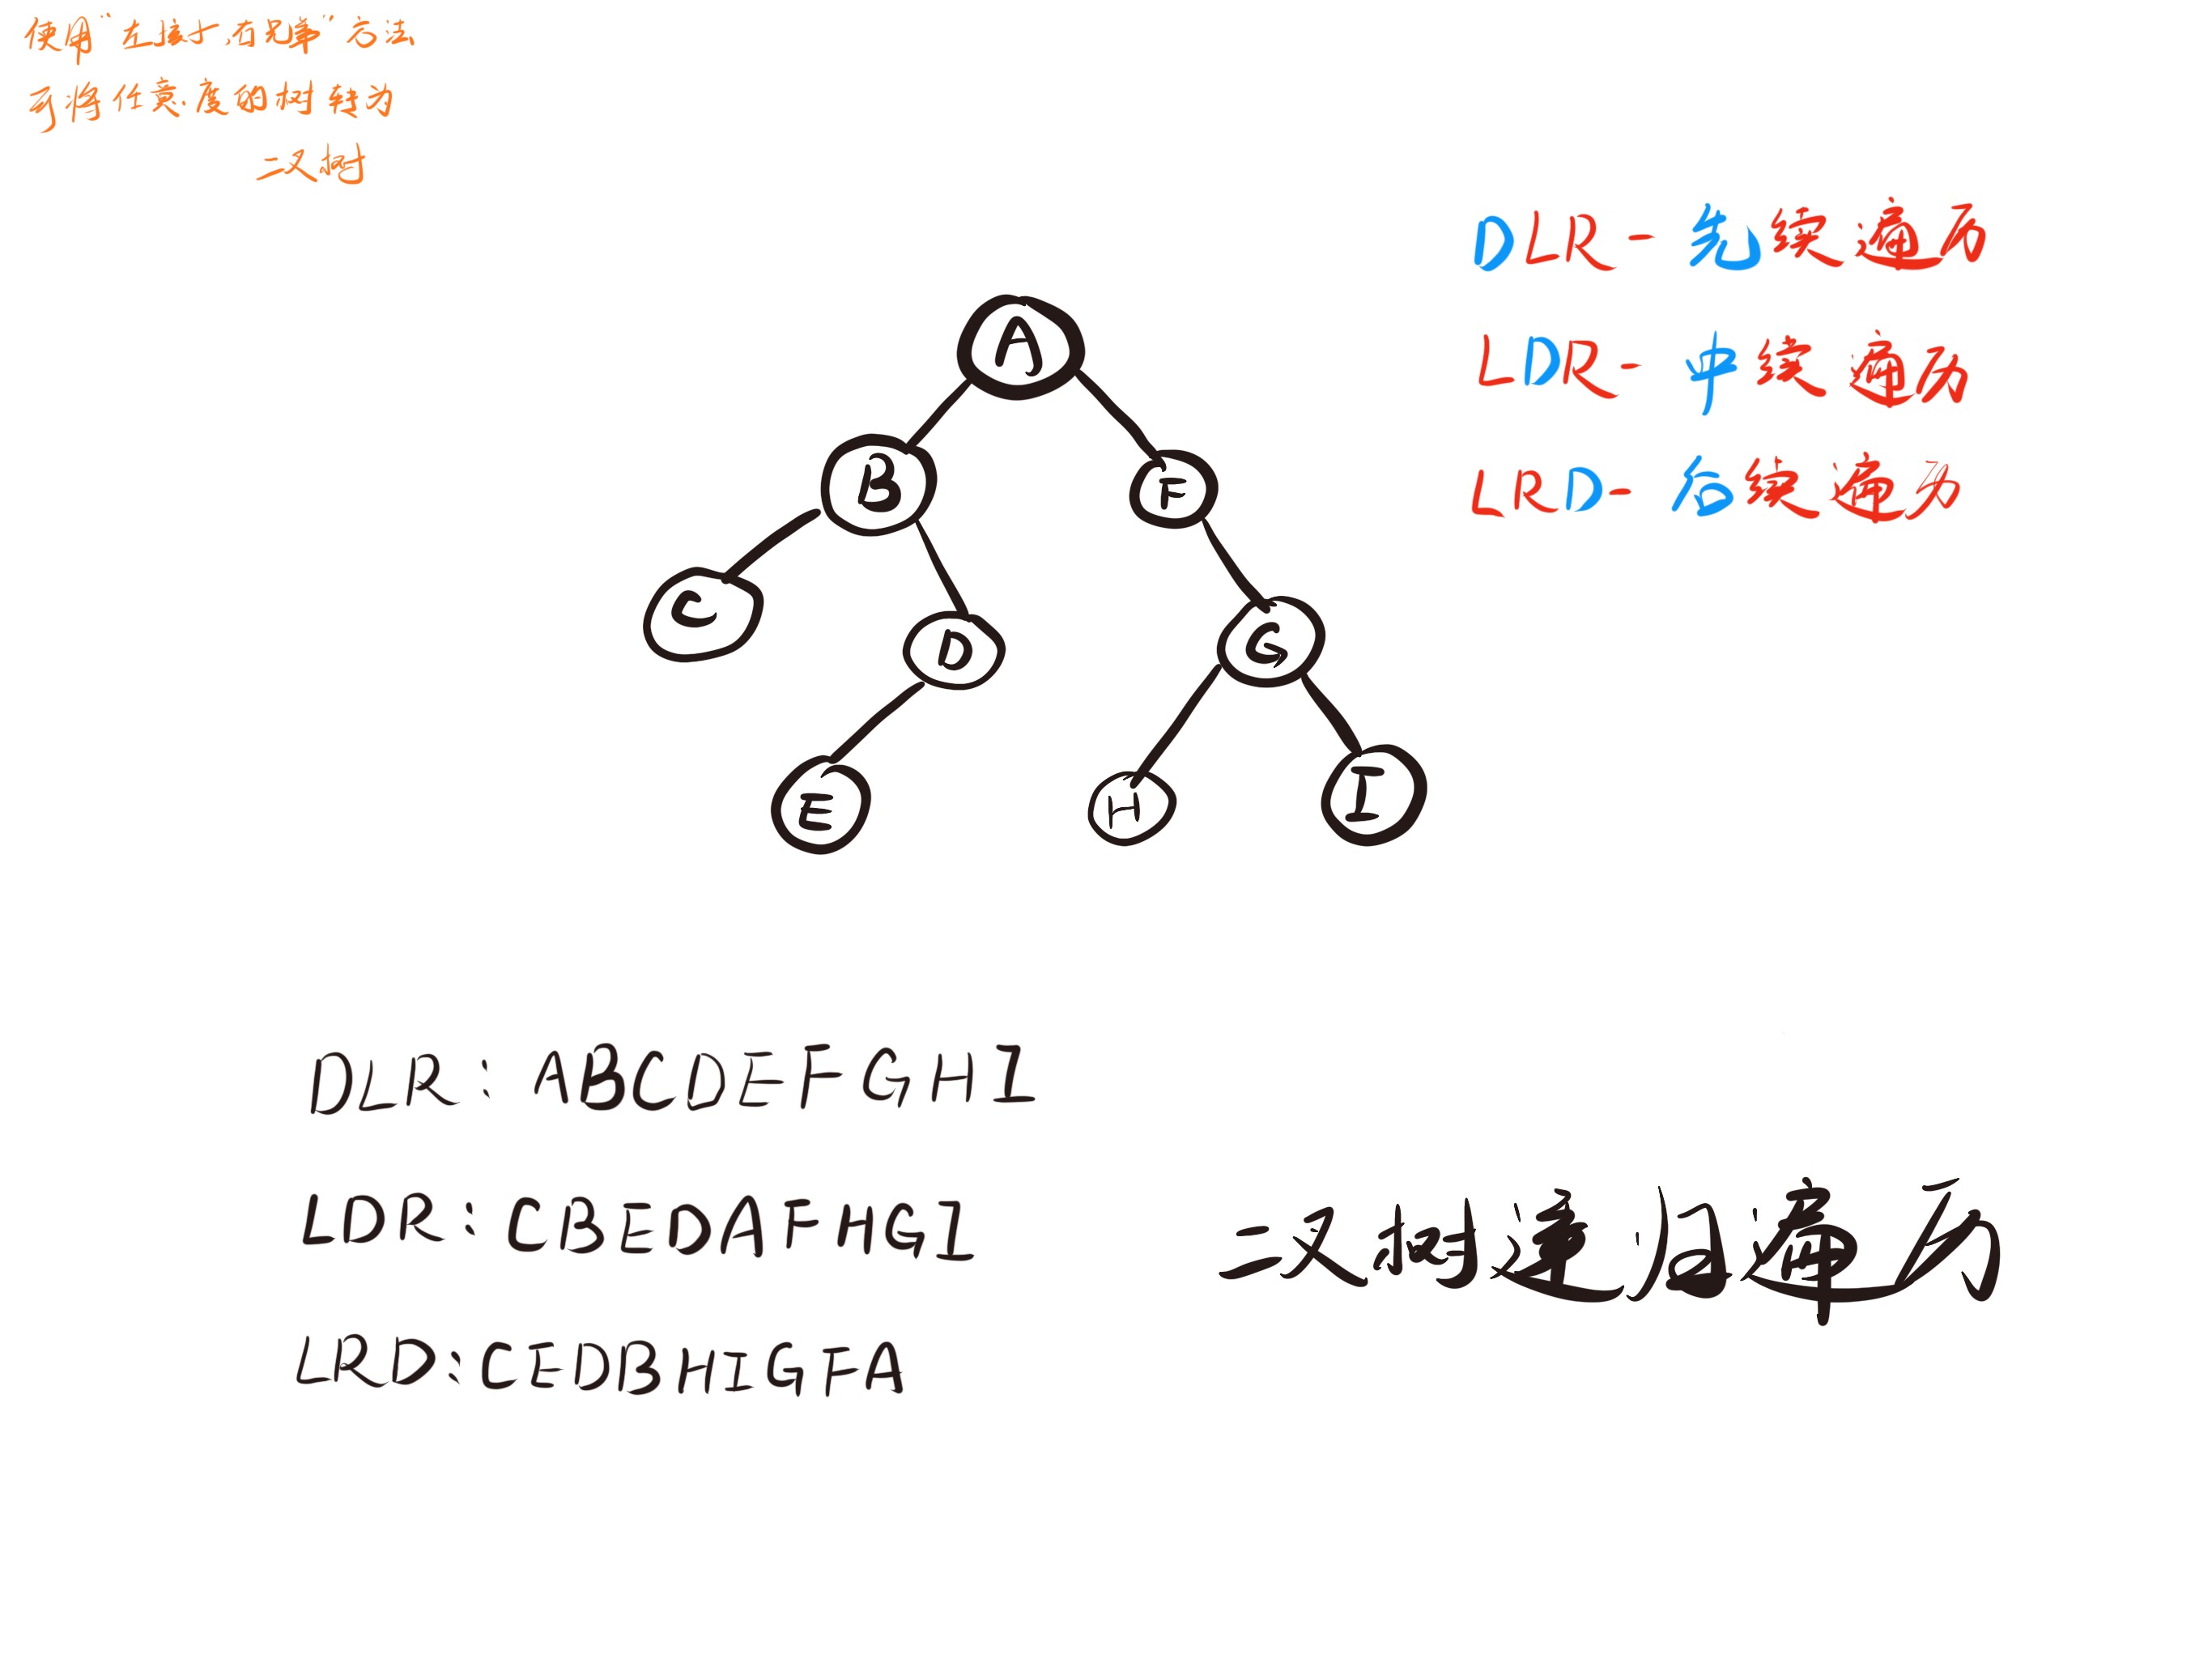 使用"左孩子,右兄弟"方法
可将任意度的树转为
二叉树
DLR-先续遍历
LDR-中续遍历
LRD-后续遍历
A
B
F
C
D
G
E
H
I
DLR: ABCDEFGHI
LDR: CBEDAFHGI
LRD: CEDBHIGFA
二叉树递归遍历